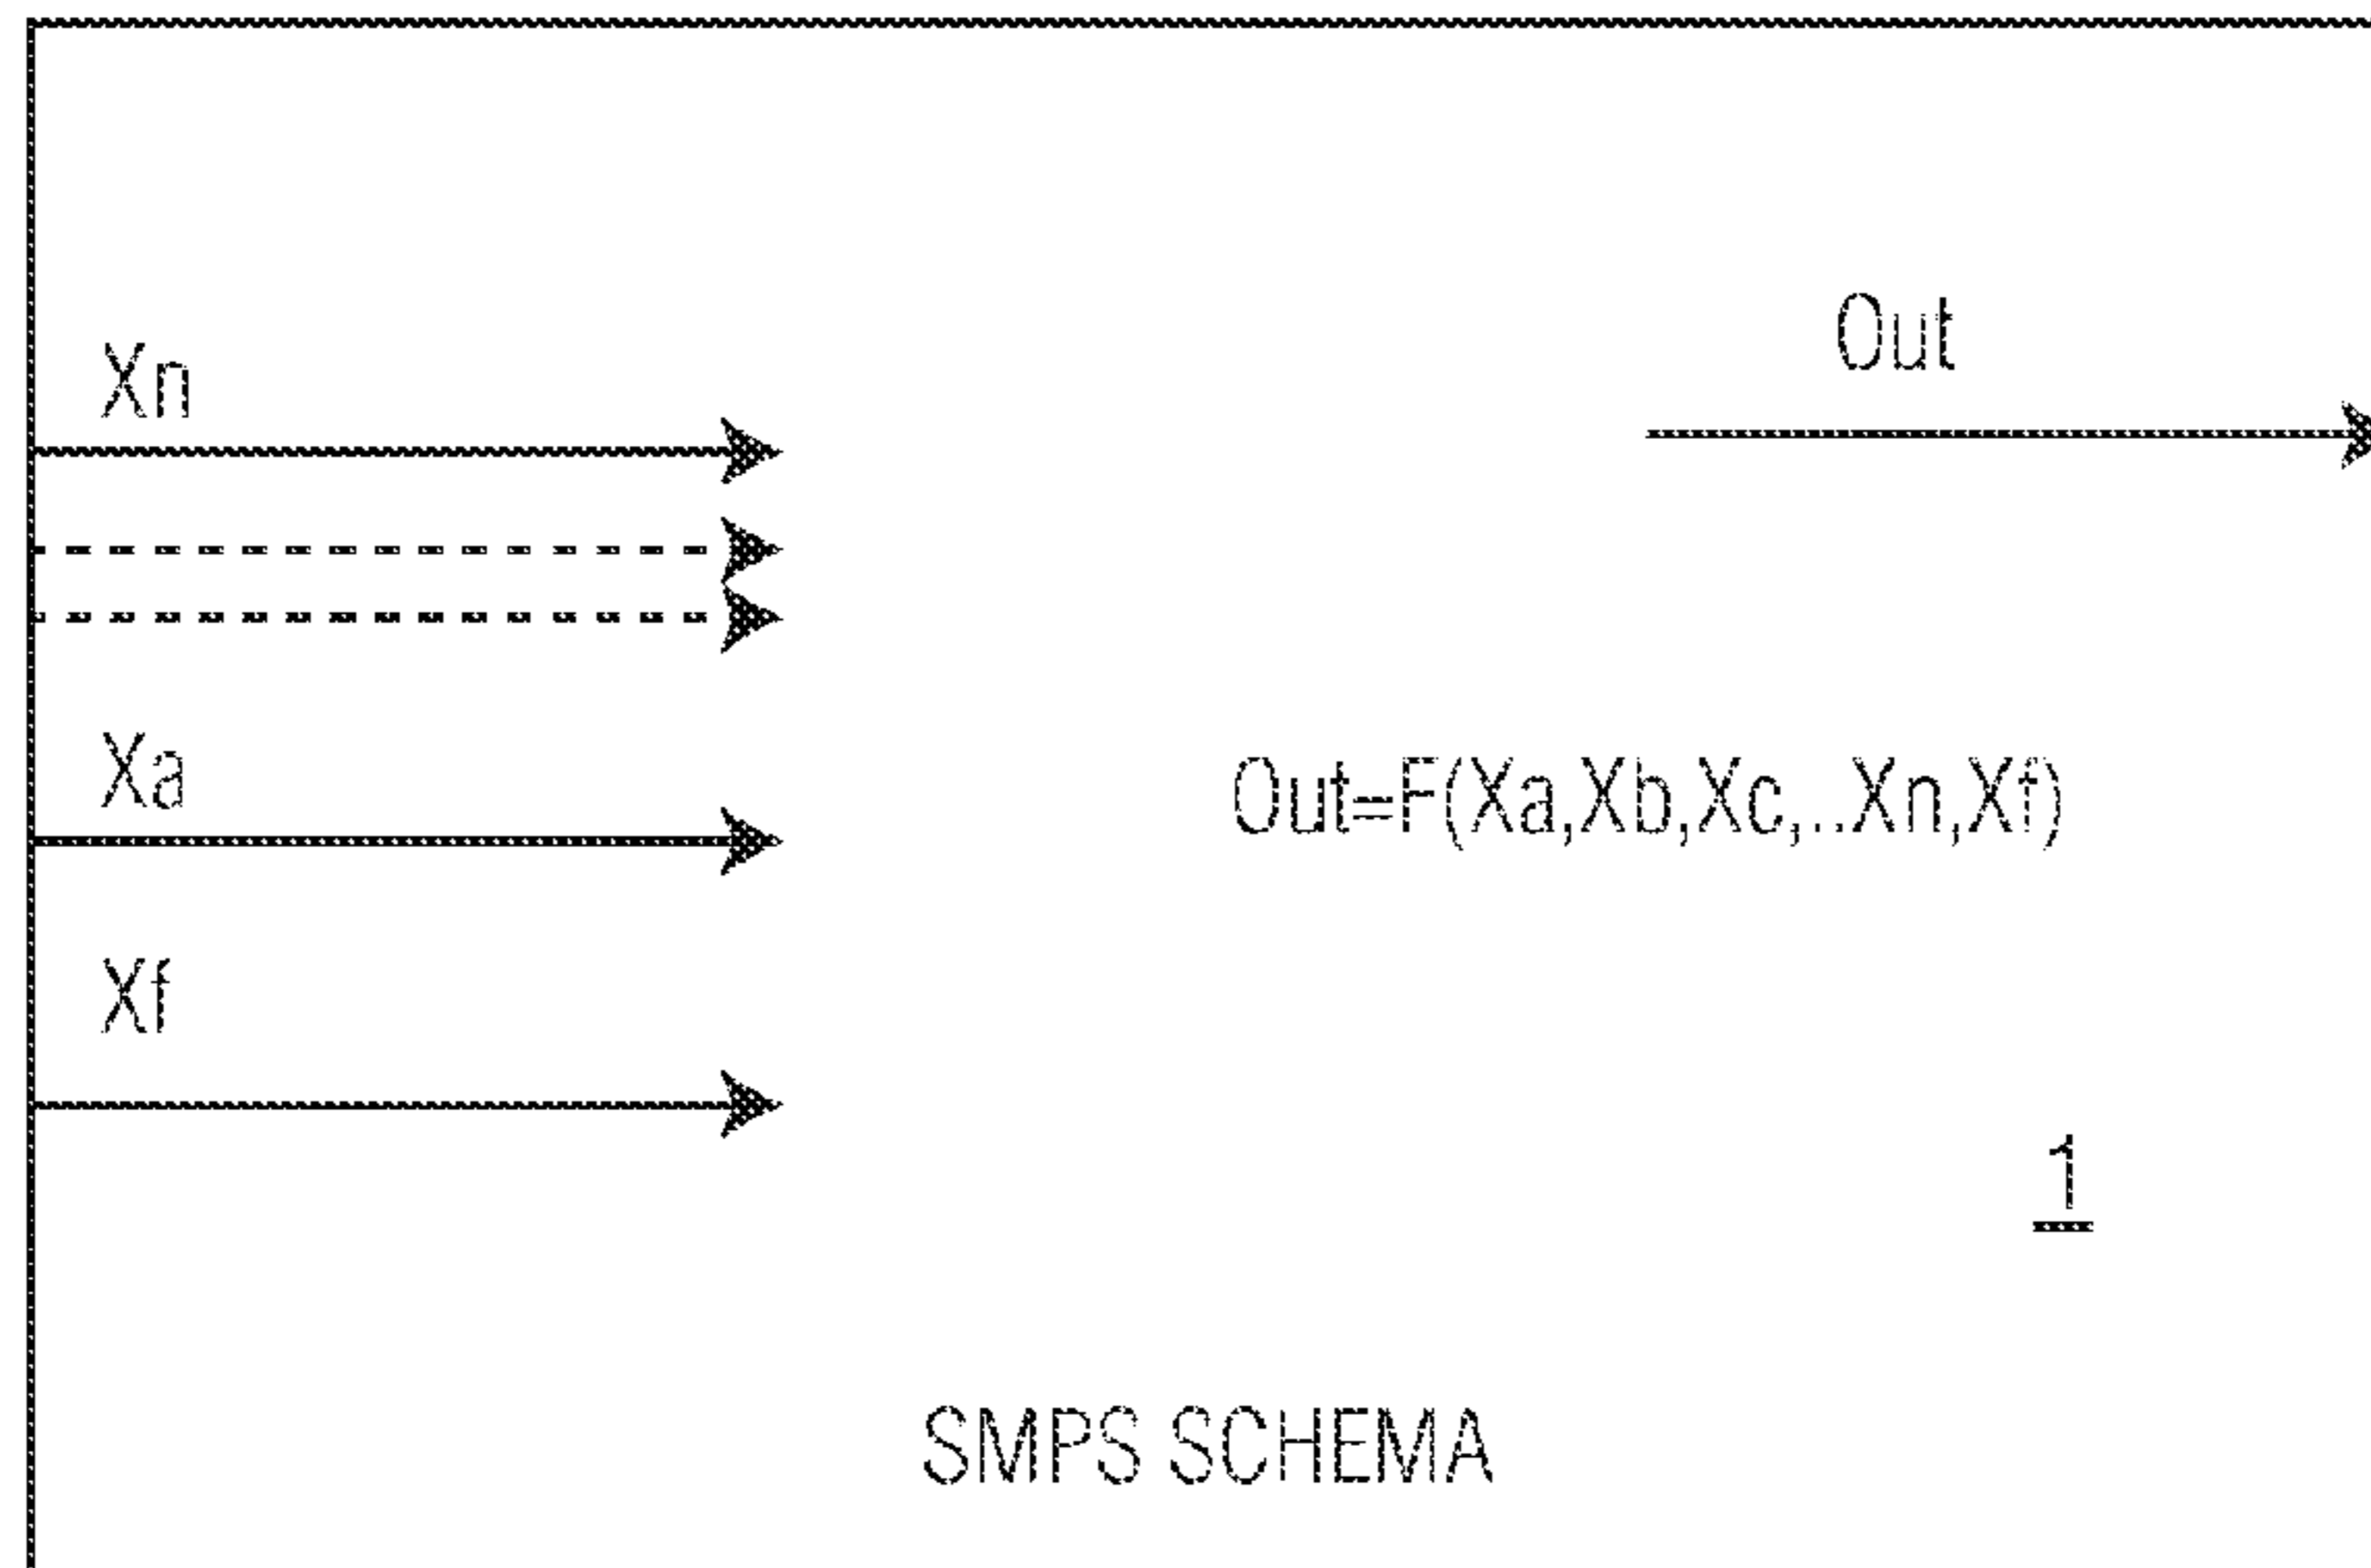 Xn
Out
Xa
Out=F(Xa,Xb,Xc,..Xn,Xf)
Xf
1
SMPS SCHEMA